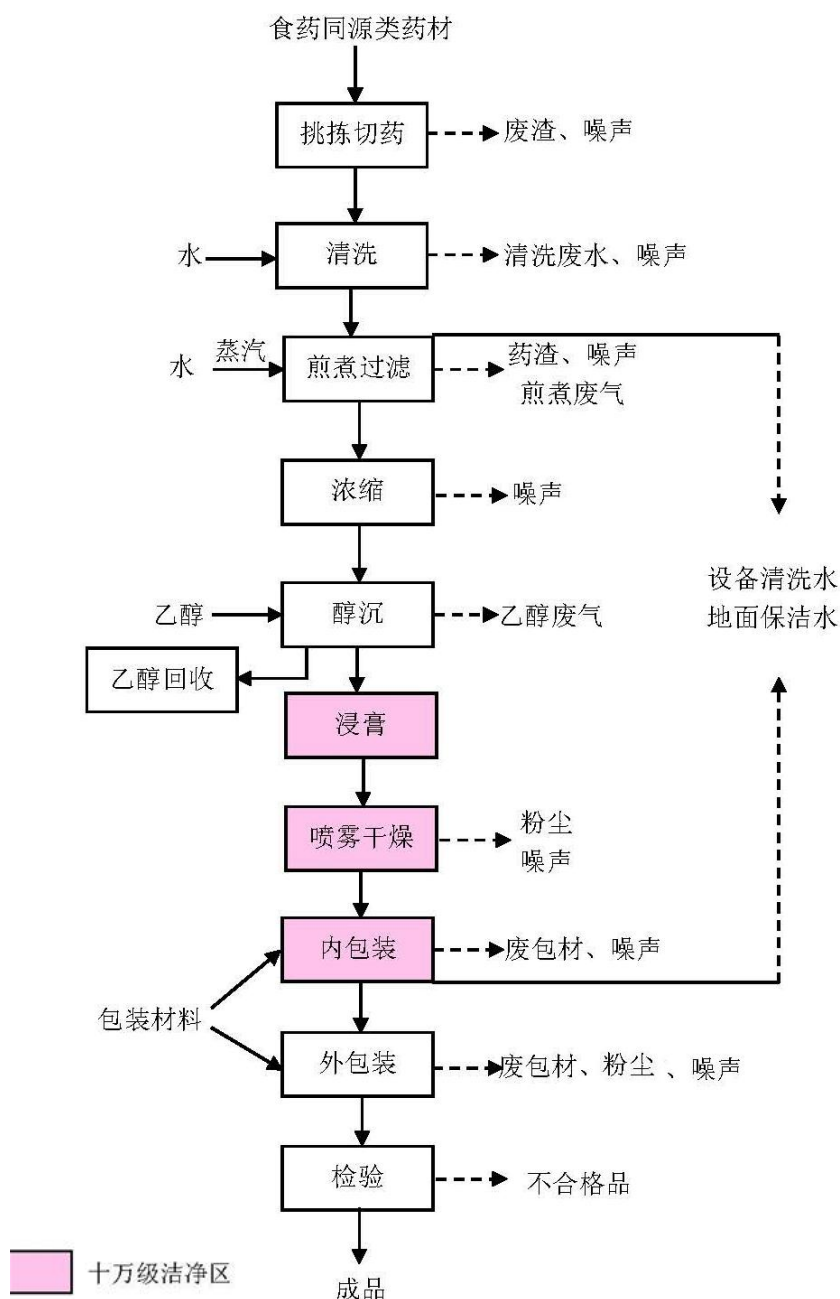 食药同源类药材
挑拣切药
废渣、噪声
水
清洗
清洗废水、噪声
水
蒸汽
煎煮过滤
药渣、噪声
煎煮废气
浓缩
噪声
设备清洗水
地面保洁水
乙醇
醇沉
乙醇废气
乙醇回收
浸膏
喷雾干燥
粉尘
噪声
内包装
废包材、噪声
包装材料
外包装
废包材、粉尘、噪声
检验
不合格品
十万级洁净区
成品